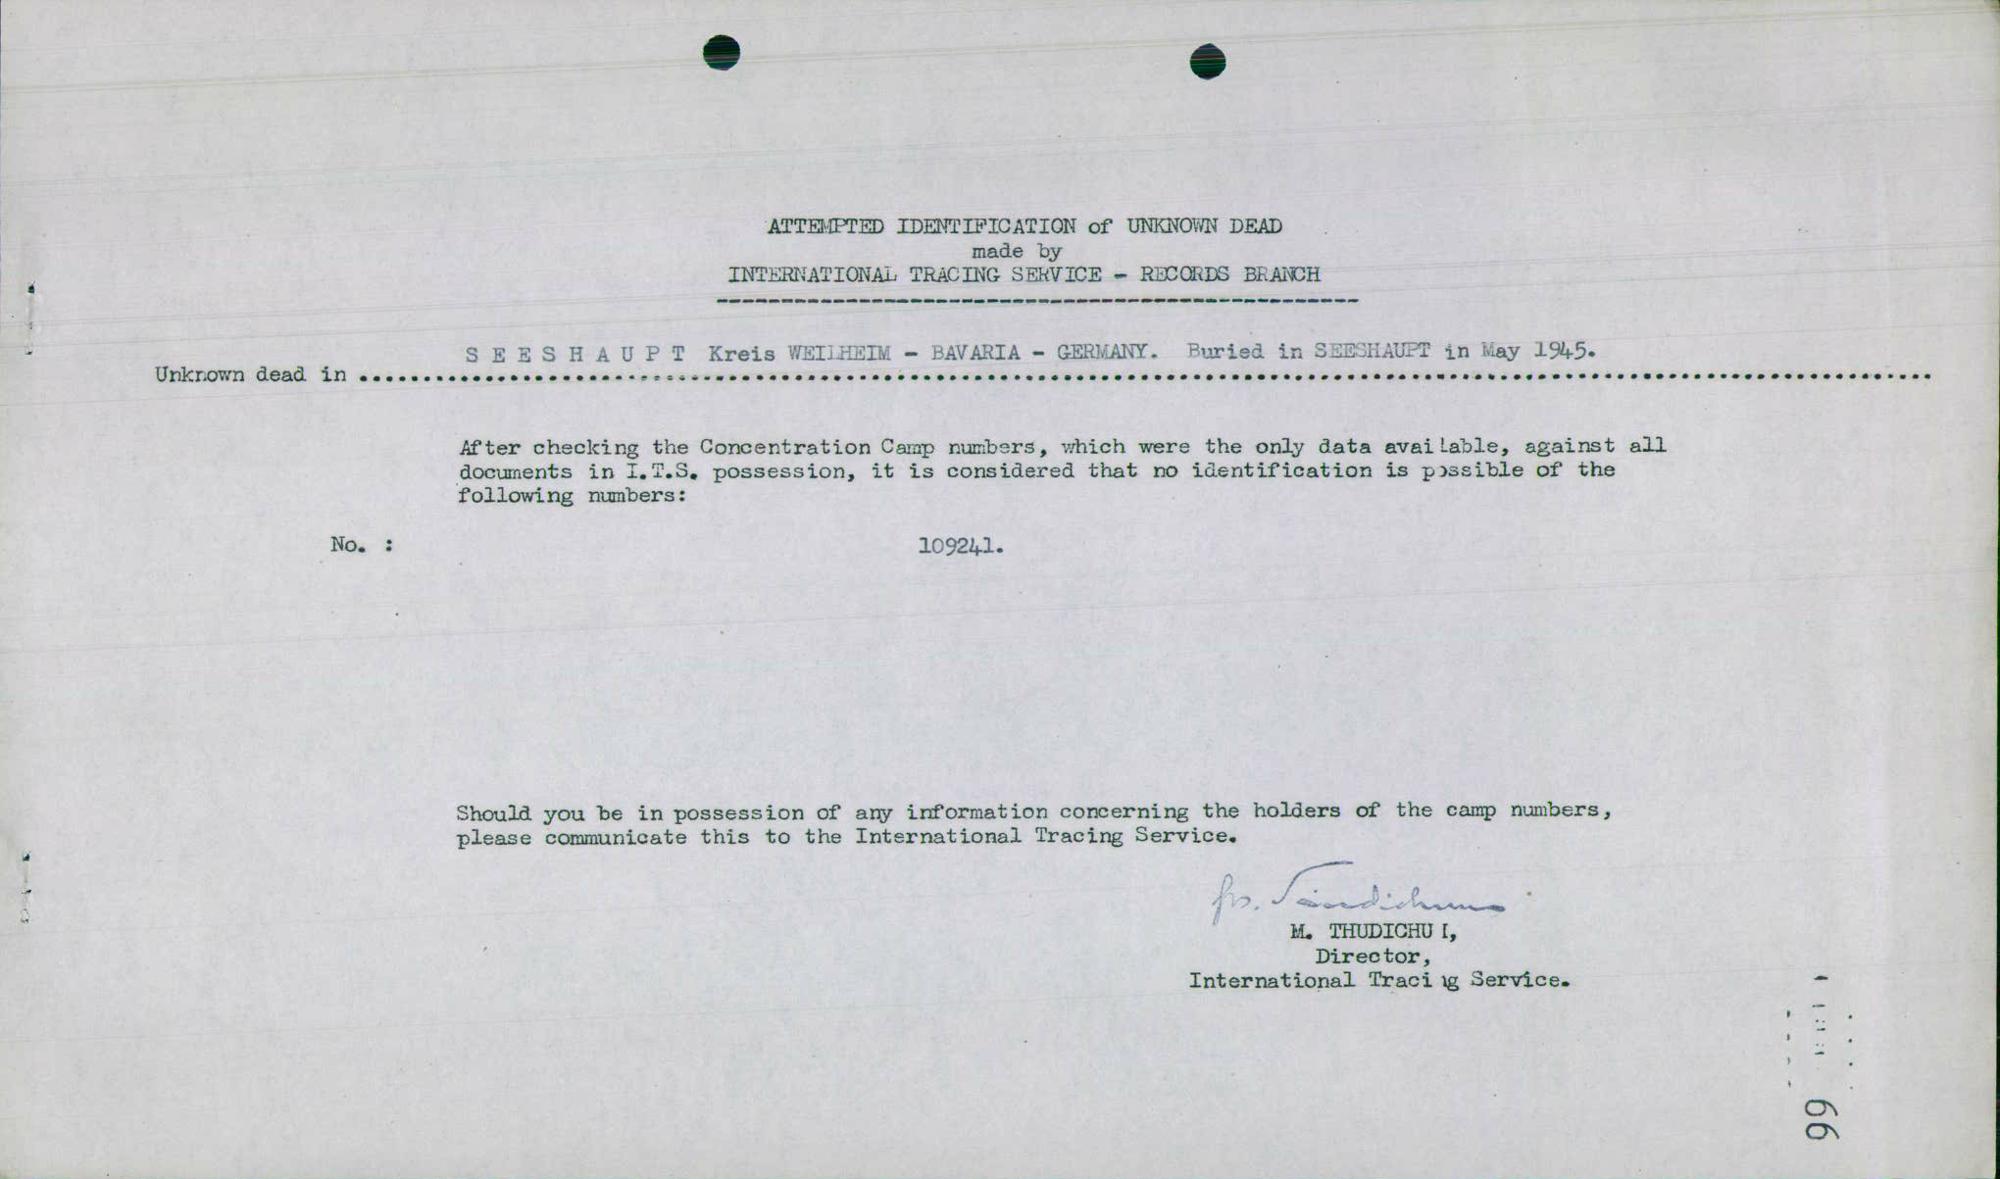 ATTEMPTED IDENTIFICATION of UNKNOWN DEAD
made by
INTERNATIONAL TRACING SERVICE - RECORDS BRANCH
S E E S H A U P T Kreis WEILHEIM - BAVARIA - GERMANY. Buried in SEESHAUPT in May 1945.
Unknown dead in ........................................................................
After checking the Concentration Camp numbers, which were the only data available, against all
documents in I.T.S. possession, it is considered that no identification is possible of the
following numbers:
No. : 109241.
Should you be in possession of any information concerning the holders of the camp numbers,
please communicate this to the International Tracing Service.
M. THUDICHUM,
Director,
International Tracing Service.